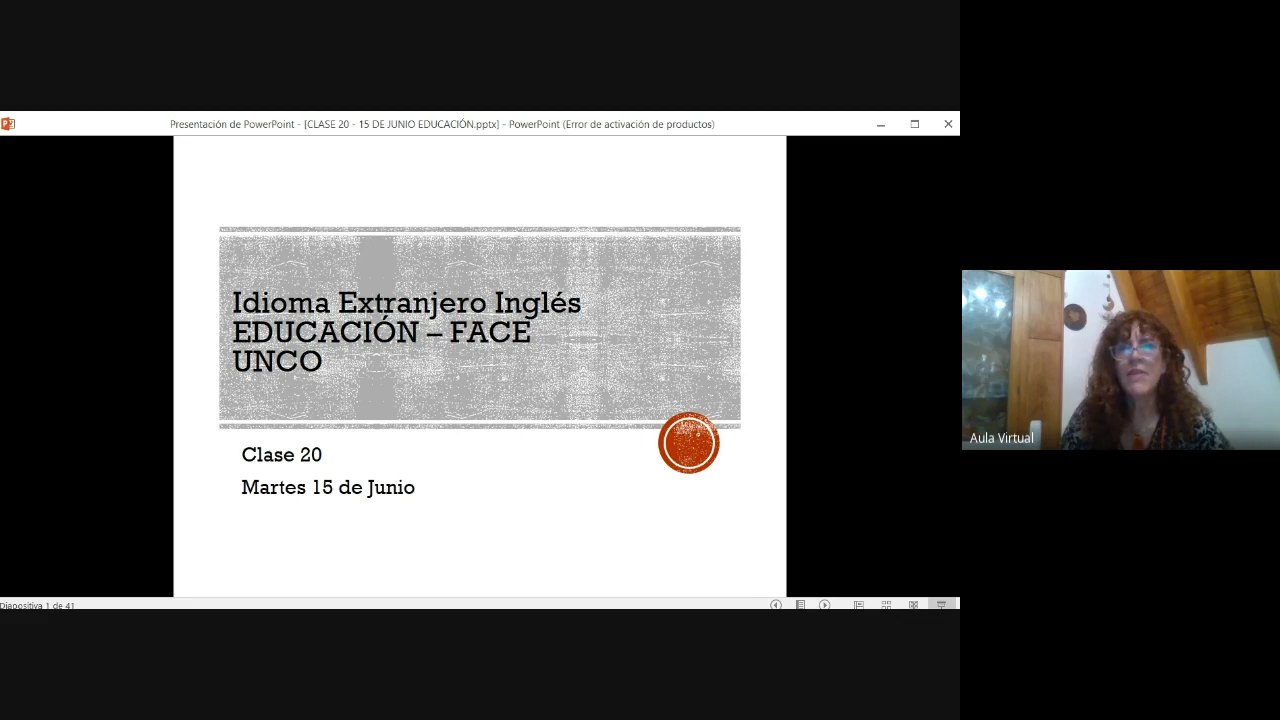 Presentación de PowerPoint - [CLASE 20 - 15 DE JUNIO EDUCACIÓN.pptx] - PowerPoint (Error de activación de productos)
Idioma Extranjero Inglés
EDUCACIÓN – FACE
UNCO
Clase 20
Martes 15 de Junio
Aula Virtual
Diapositiva 1 de 41